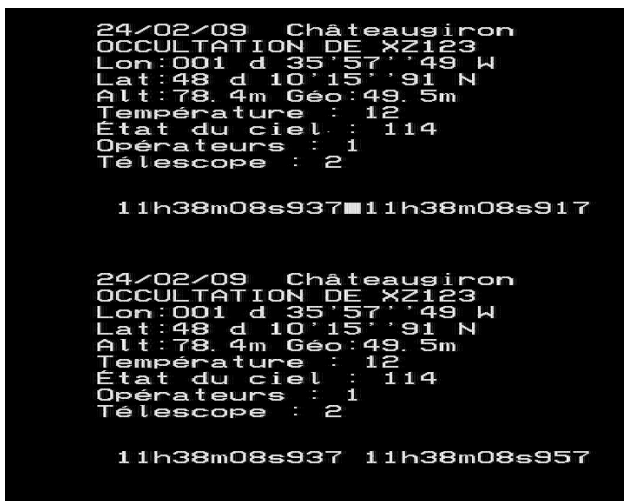 24/02/09 Châteaugiron
OCCULTATION DE XZ123
Lon:001 d 35'57''49 W
Lat:48 d 10'15''91 N
Alt:78.4m Géo:49.5m
Température : 12
État du ciel : 114
Opérateurs : 1
Télescope : 2
11h38m08s937 11h38m08s917
24/02/09 Châteaugiron
OCCULTATION DE XZ123
Lon:001 d 35'57''49 W
Lat:48 d 10'15''91 N
Alt:78.4m Géo:49.5m
Température : 12
État du ciel : 114
Opérateurs : 1
Télescope : 2
11h38m08s937 11h38m08s957